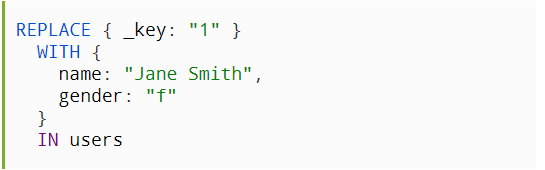 REPLACE { _key: "1" }
  WITH {
    name: "Jane Smith",
    gender: "f"
  }
  IN users